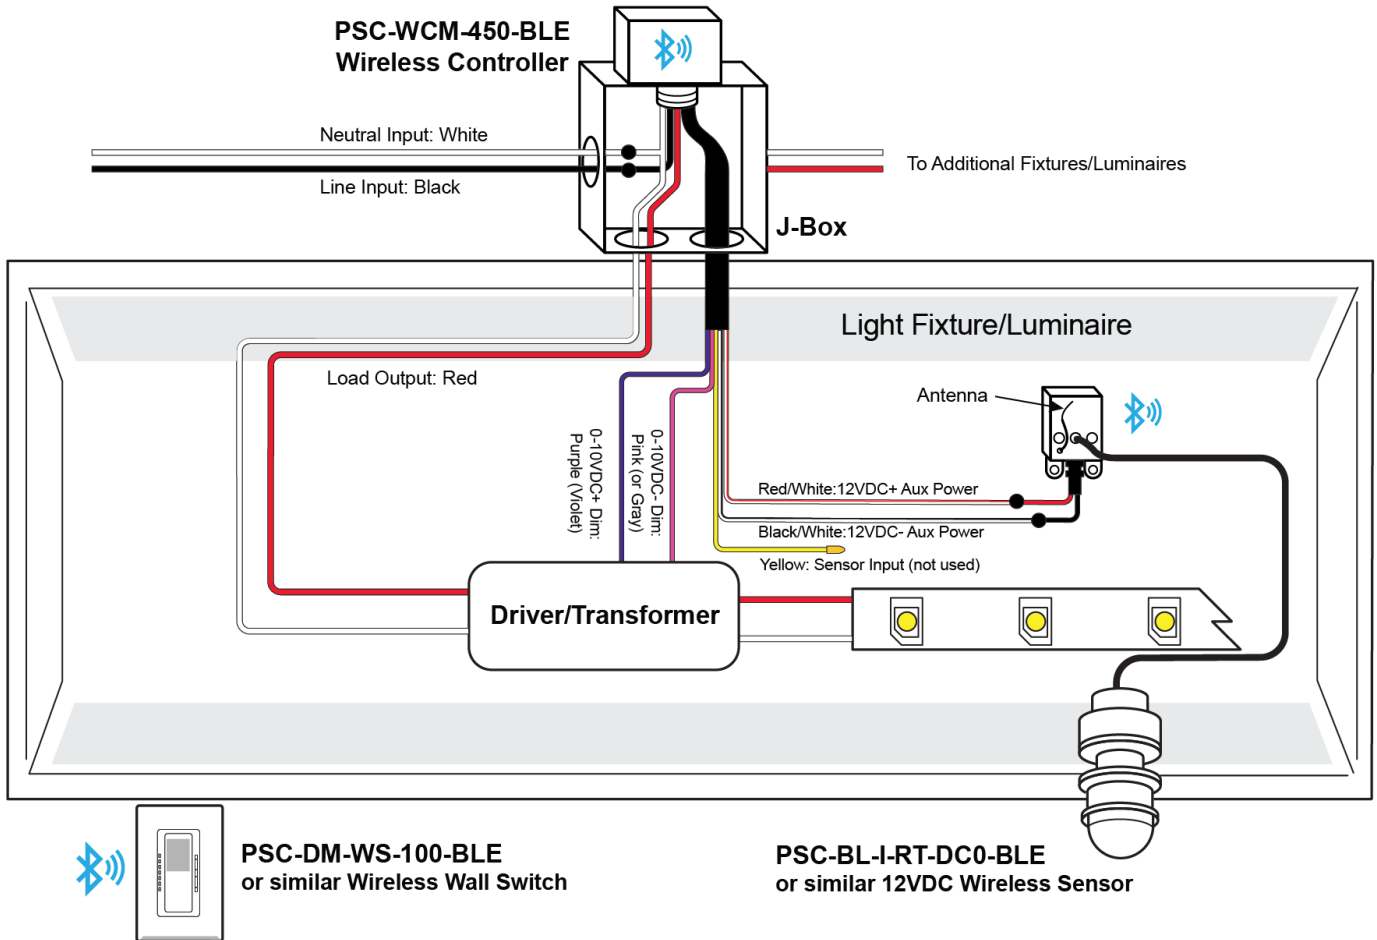 PSC-WCM-450-BLE
Wireless Controller
Neutral Input: White
Line Input: Black
To Additional Fixtures/Luminaires
J-Box
Light Fixture/Luminaire
Load Output: Red
Antenna
0-10VDC+ Dim:
Purple (Violet)
0-10VDC- Dim:
Pink (or Gray)
Red/White:12VDC+ Aux Power
Black/White:12VDC- Aux Power
Yellow: Sensor Input (not used)
Driver/Transformer
PSC-DM-WS-100-BLE
or similar Wireless Wall Switch
PSC-BL-I-RT-DC0-BLE
or similar 12VDC Wireless Sensor